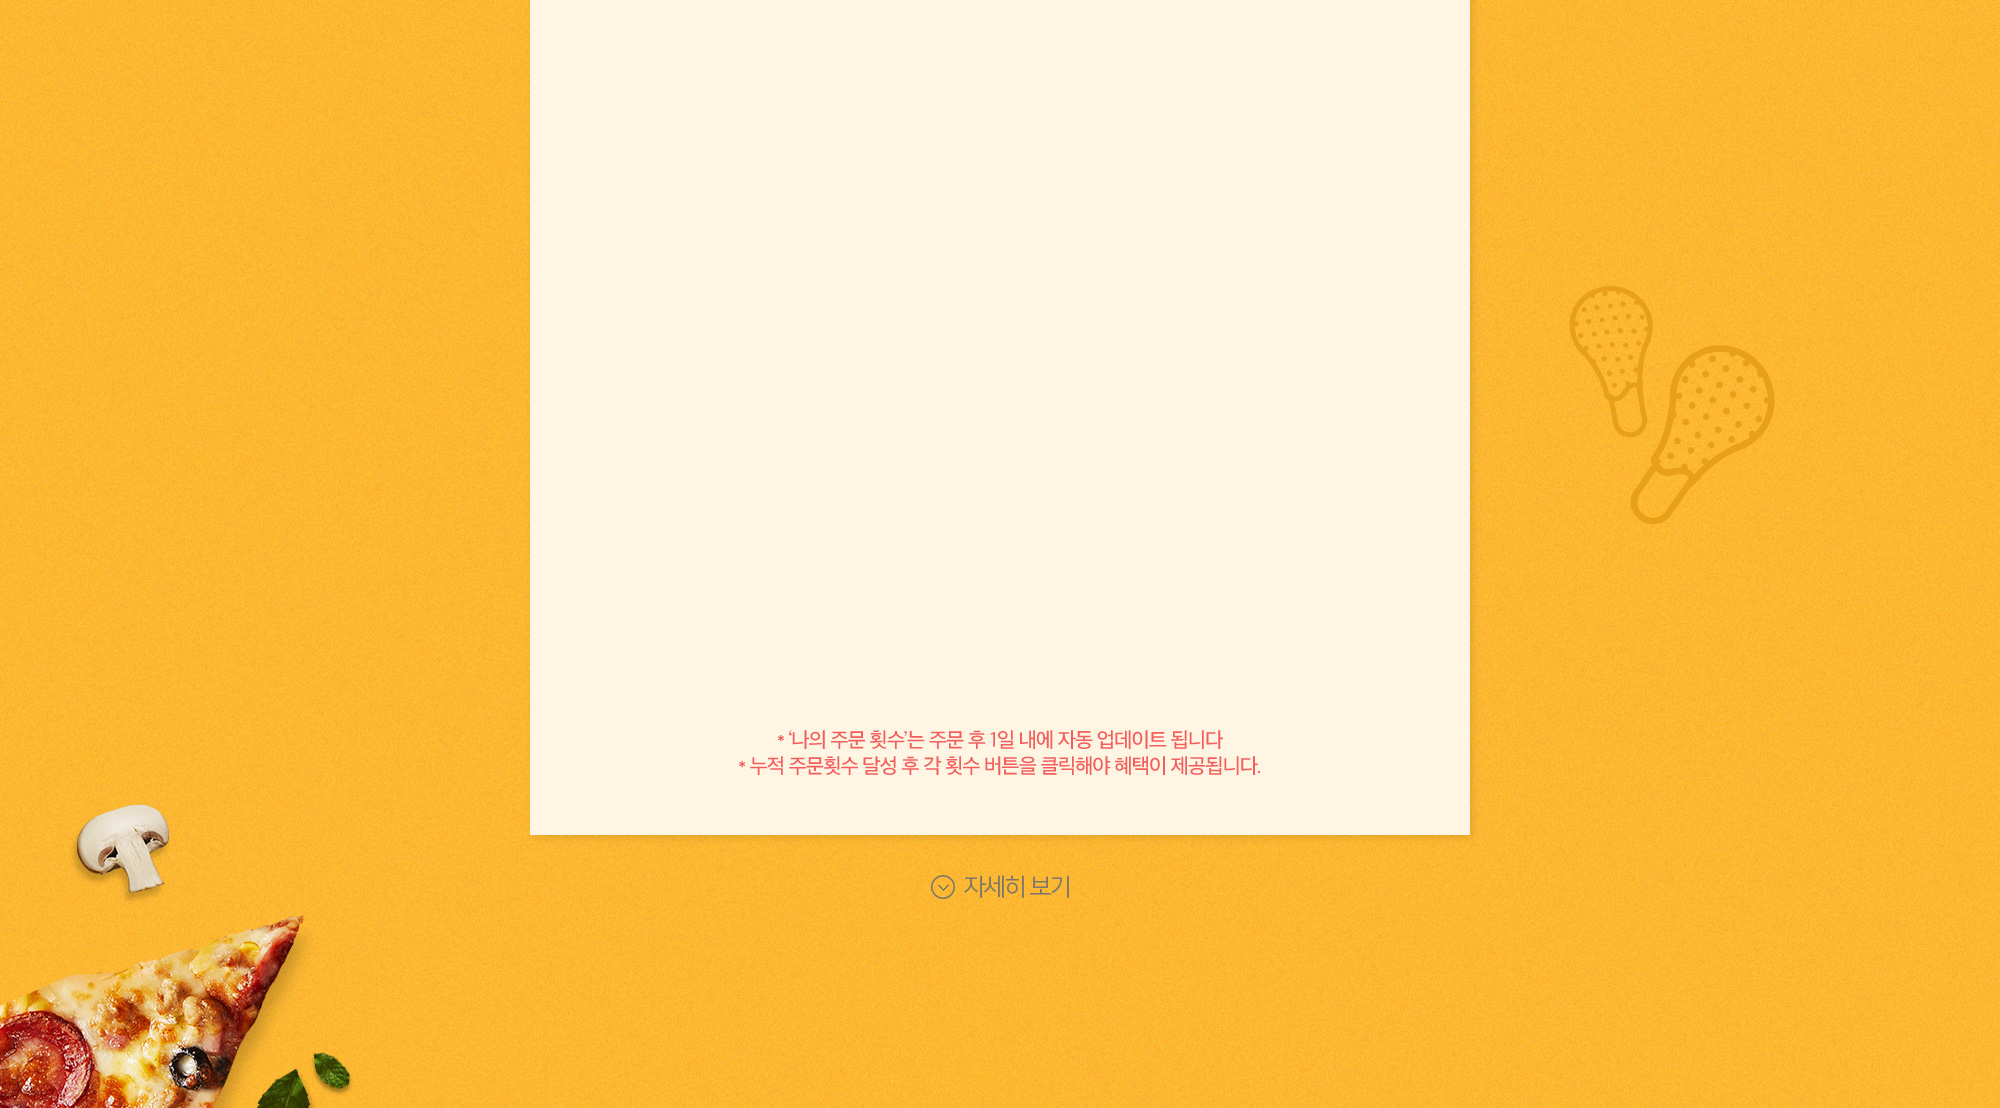 * ‘나의 주문 횟수’는 주문 후 1일 내에 자동 업데이트 됩니다
* 누적 주문횟수 달성 후 각 횟수 버튼을 클릭해야 혜택이 제공됩니다.
자세히 보기